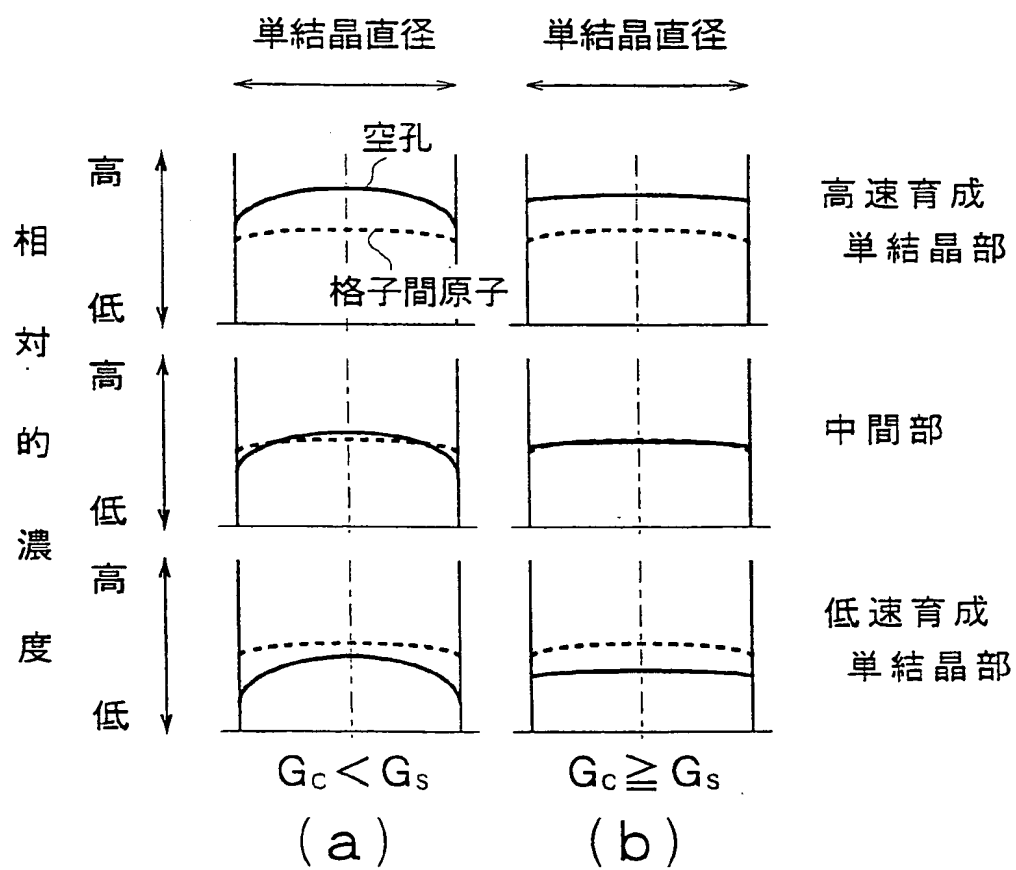 単結晶直径
単結晶直径
空孔
格子間原子
高
低
高速育成
単結晶部
高
低
中間部
高
低
低速育成
単結晶部
相対的濃度
Gc<Gs
Gc≧Gs
(a)
(b)